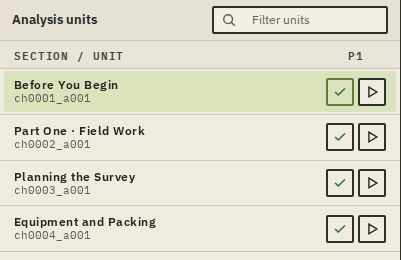 Analysis units
Filter units
SECTION / UNIT P1
Before You Begin
ch0001_a001
Part One · Field Work
ch0002_a001
Planning the Survey
ch0003_a001
Equipment and Packing
ch0004_a001